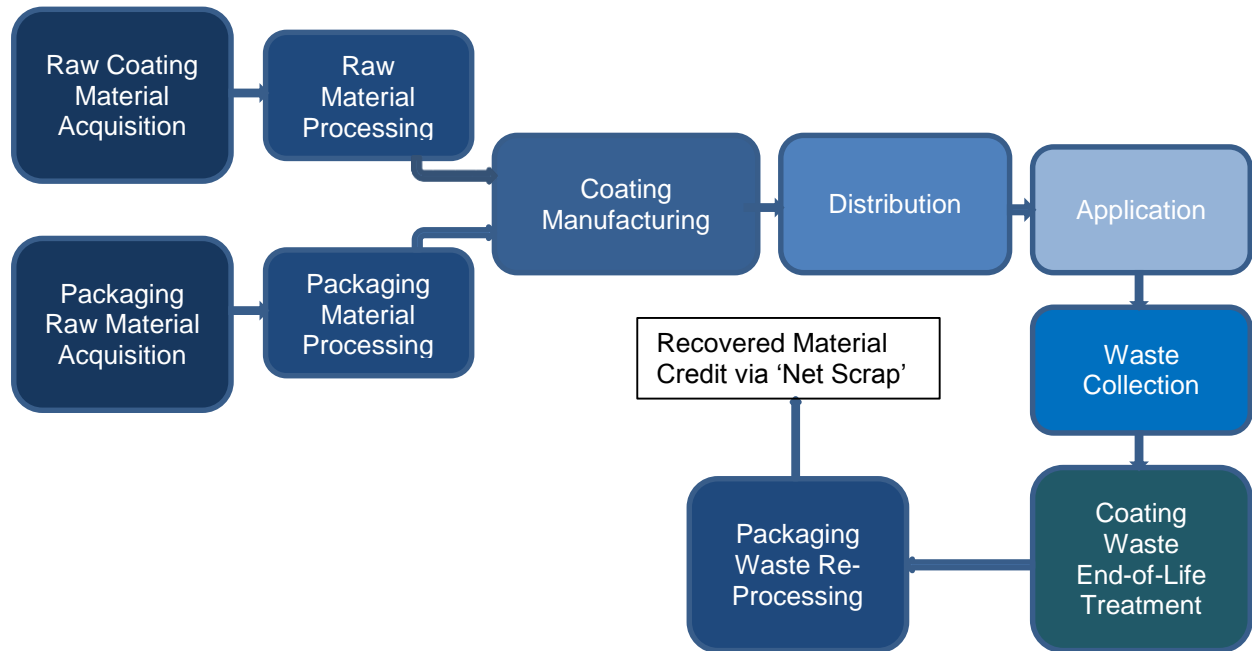 Raw Coating
Material
Acquisition
Raw
Material
Processing
Packaging
Raw Material
Acquisition
Packaging
Material
Processing
Coating
Manufacturing
Distribution
Application
Waste
Collection
Coating
Waste
End-of-Life
Treatment
Packaging
Waste Re-
Processing
Recovered Material
Credit via ‘Net Scrap’